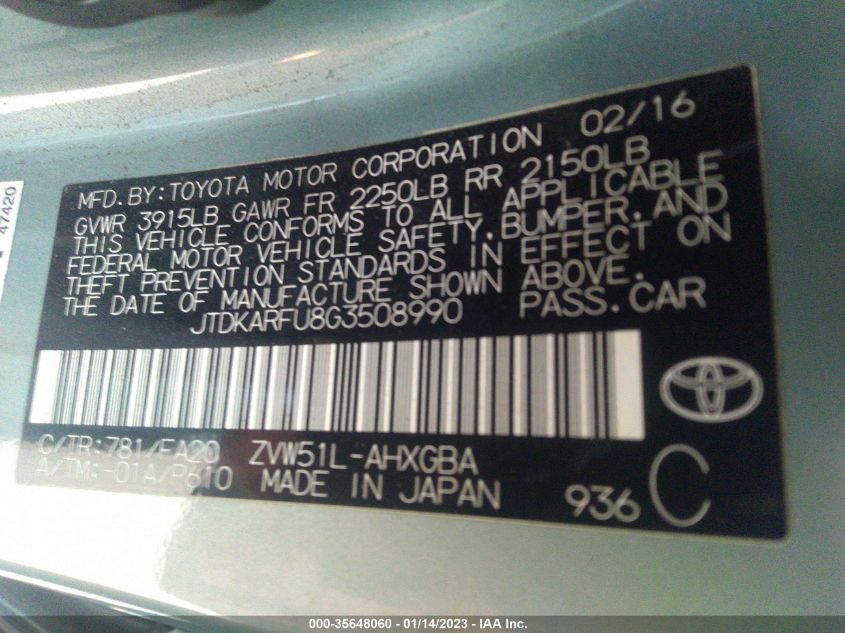 47420
MFD. BY: TOYOTA MOTOR CORPORATION 02/16
GVWR 3915LB GAWR FR 2250LB RR 2150LB
THIS VEHICLE CONFORMS TO ALL APPLICABLE
FEDERAL MOTOR VEHICLE SAFETY, BUMPER, AND
THEFT PREVENTION STANDARDS IN EFFECT ON
THE DATE OF MANUFACTURE SHOWN ABOVE.
JTDKARFU8G3508990 PASS. CAR
C/TR: 781/FA20 ZVW51L-AHXGBA
A/TM: -01A/P610 MADE IN JAPAN 936 C
000-35648060 - 01/14/2023 - IAA Inc.